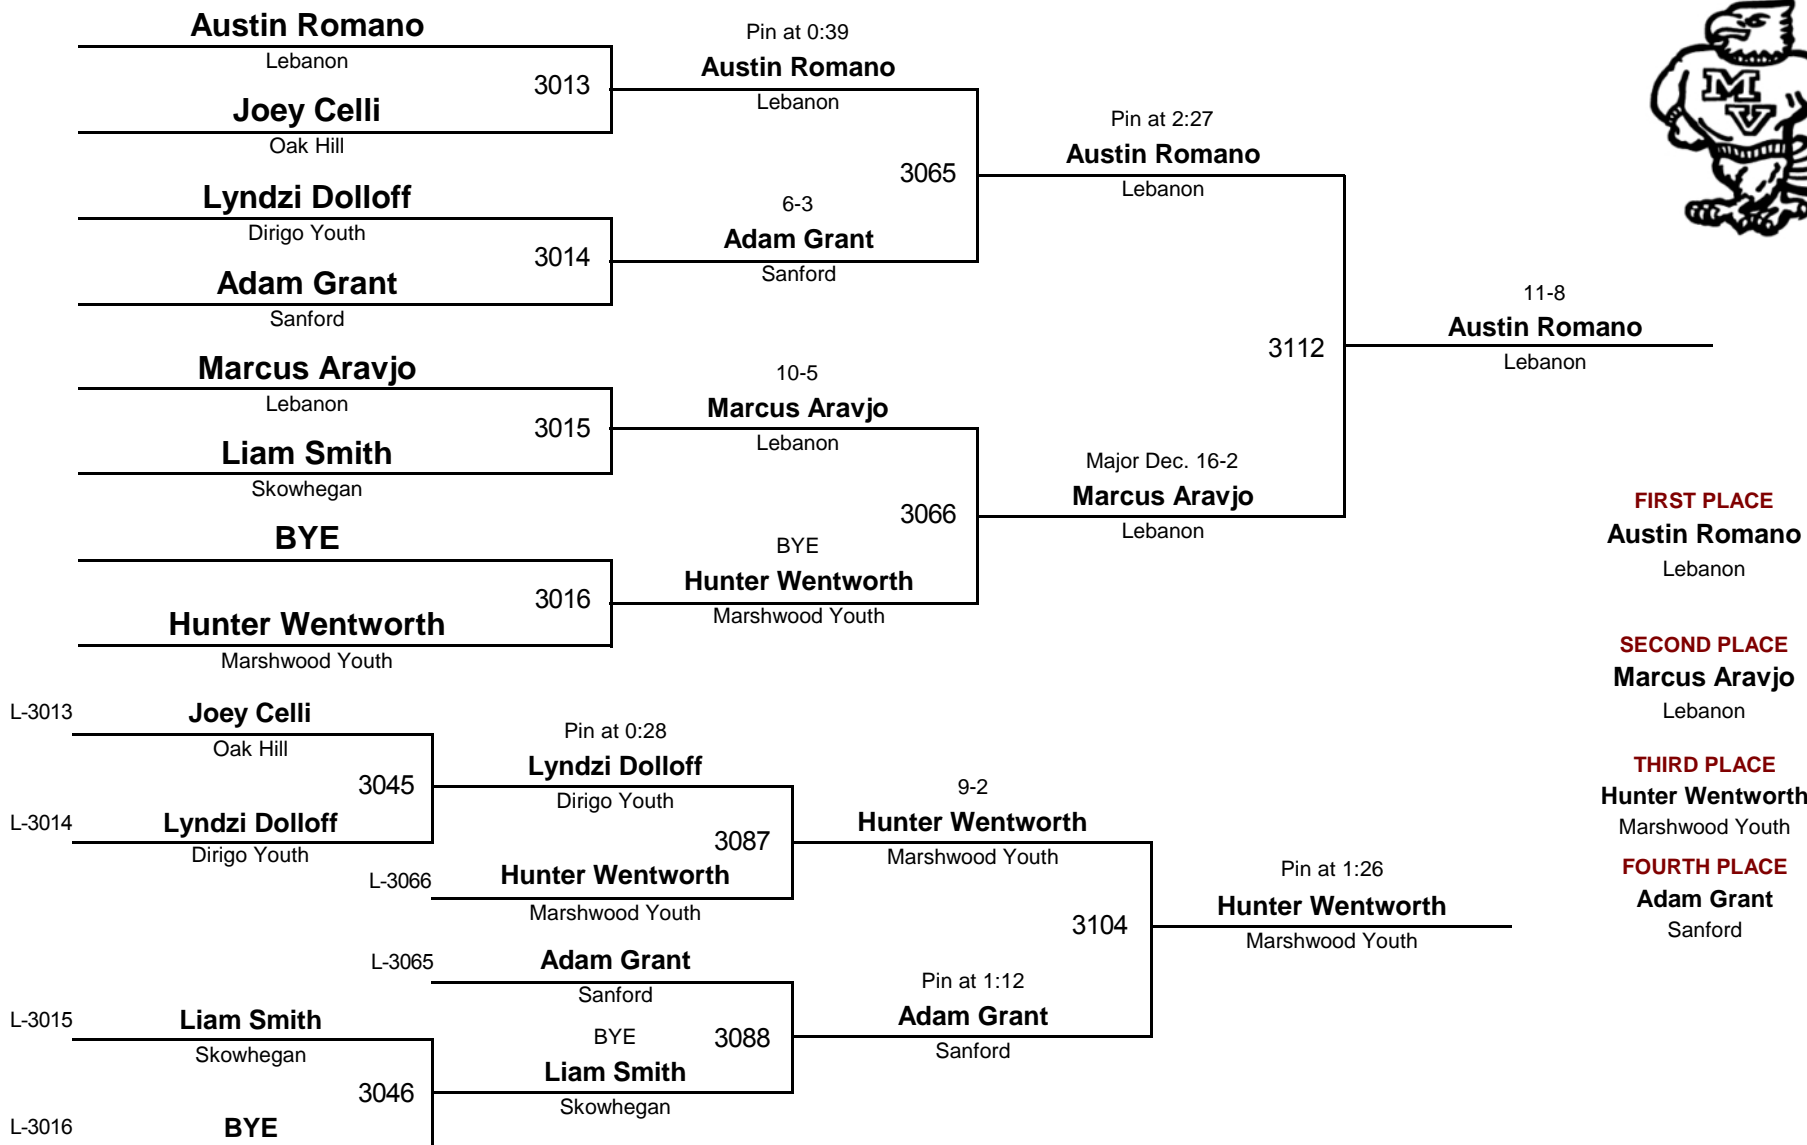 Austin Romano
Lebanon
3013
Joey Celli
Oak Hill
Pin at 0:39
Austin Romano
Lebanon
Lyndzi Dolloff
Dirigo Youth
3014
Adam Grant
Sanford
6-3
Adam Grant
Sanford
3065
Pin at 2:27
Austin Romano
Lebanon
Marcus Aravjo
Lebanon
3015
Liam Smith
Skowhegan
10-5
Marcus Aravjo
Lebanon
BYE
3016
Hunter Wentworth
Marshwood Youth
BYE
Hunter Wentworth
Marshwood Youth
3066
Major Dec. 16-2
Marcus Aravjo
Lebanon
3112
11-8
Austin Romano
Lebanon
MV
FIRST PLACE
Austin Romano
Lebanon
SECOND PLACE
Marcus Aravjo
Lebanon
THIRD PLACE
Hunter Wentworth
Marshwood Youth
FOURTH PLACE
Adam Grant
Sanford
L-3013
Joey Celli
Oak Hill
3045
L-3014
Lyndzi Dolloff
Dirigo Youth
Pin at 0:28
Lyndzi Dolloff
Dirigo Youth
3087
L-3066
Hunter Wentworth
Marshwood Youth
9-2
Hunter Wentworth
Marshwood Youth
L-3065
Adam Grant
Sanford
L-3015
Liam Smith
Skowhegan
3046
L-3016
BYE
BYE
Liam Smith
Skowhegan
3088
Pin at 1:12
Adam Grant
Sanford
3104
Pin at 1:26
Hunter Wentworth
Marshwood Youth